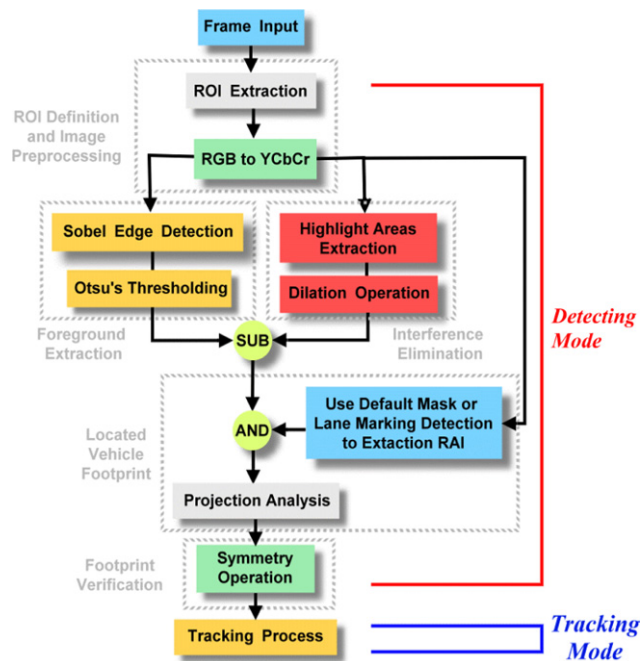 Frame Input
ROI Extraction
ROI Definition
and Image
Preprocessing
RGB to YCbCr
Sobel Edge Detection
Highlight Areas
Extraction
Otsu's Thresholding
Dilation Operation
Foreground
Extraction
SUB
Interference
Elimination
Detecting
Mode
Use Default Mask or
Lane Marking Detection
to Extaction RAI
AND
Located
Vehicle
Footprint
Projection Analysis
Footprint
Verification
Symmetry
Operation
Tracking Process
Tracking
Mode